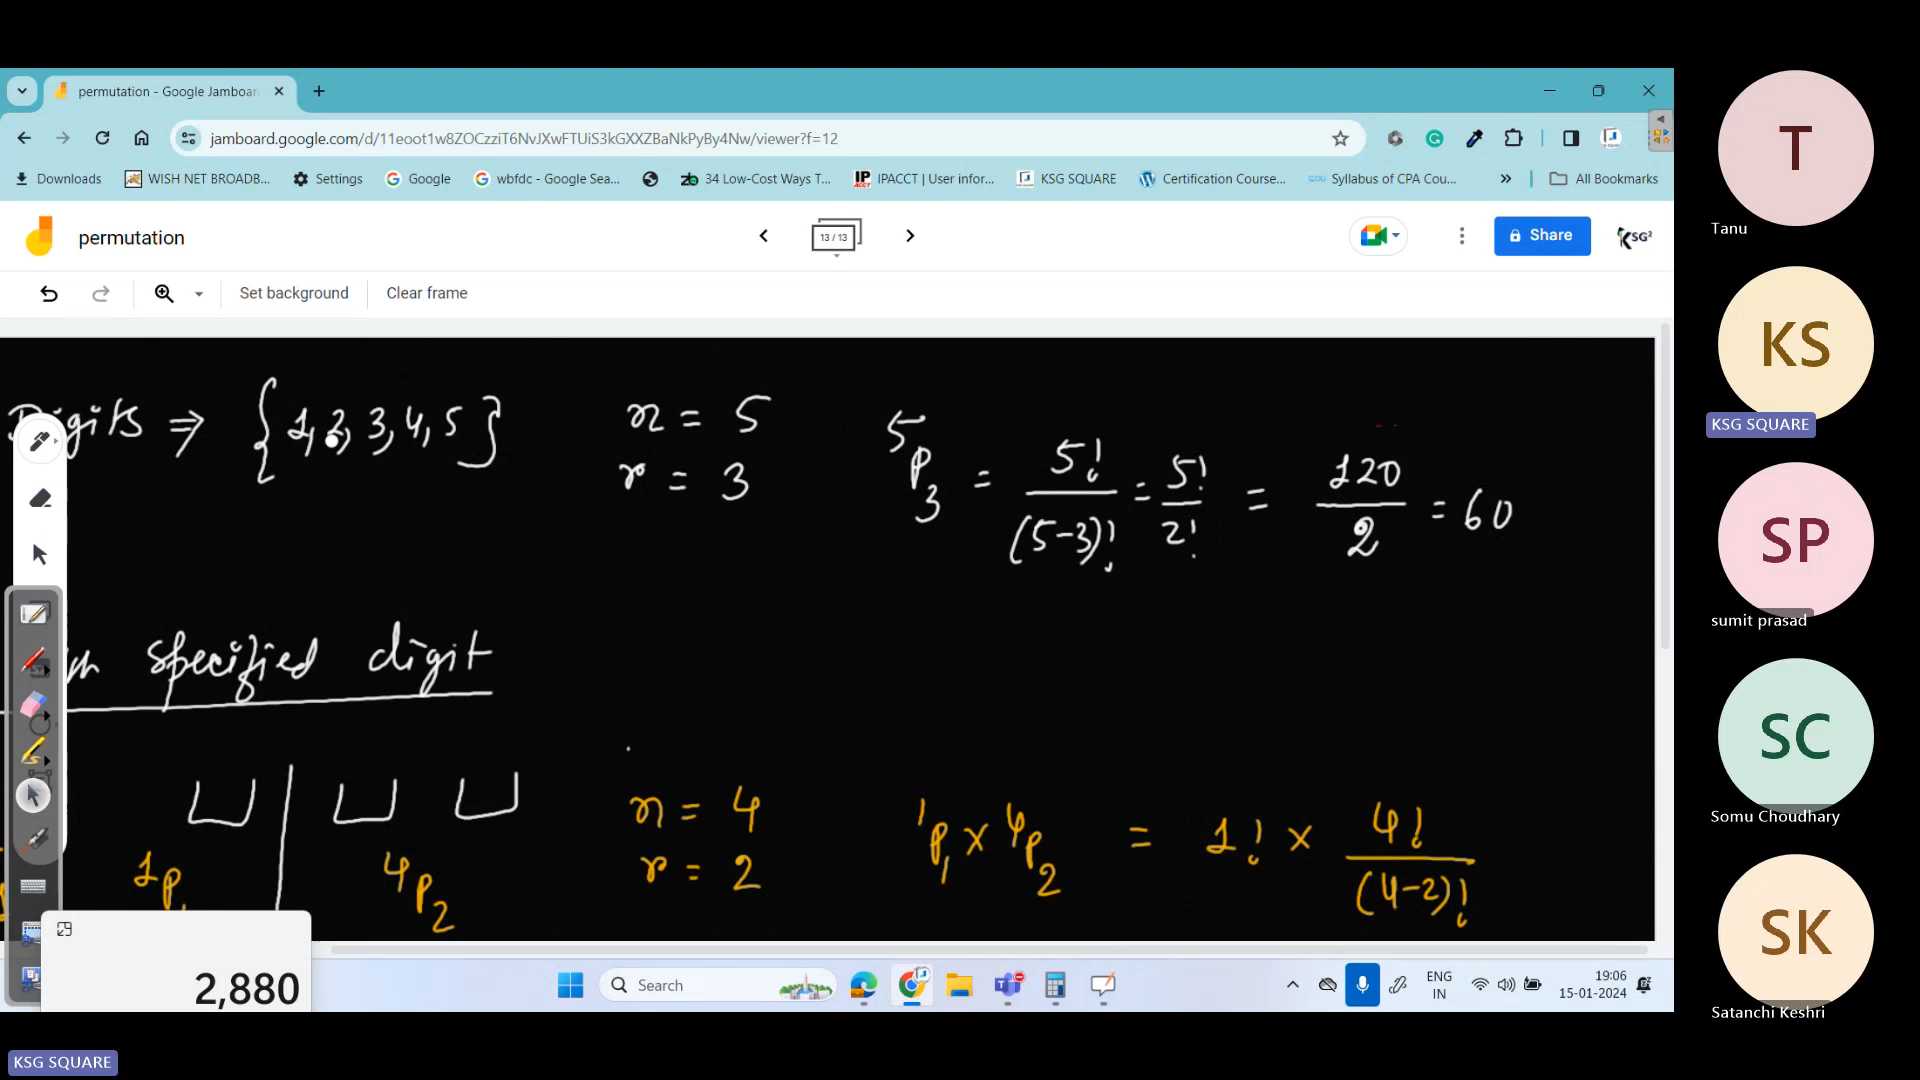 permutation - Google Jamboar
jamboard.google.com/d/11eoot1w8ZOCzziT6NvJXwFTUiS3kGXXZBaNkPyBy4Nw/viewer?f=12
Downloads WISH NET BROADB... Settings Google wbfdc - Google Sea... 34 Low-Cost Ways T... IPACCT | User infor... KSG SQUARE Certification Course... Syllabus of CPA Cou... » All Bookmarks
permutation 13 / 13 Share KSG²
Set background Clear frame
Digits ⇒ {1, 2, 3, 4, 5}
n = 5
r = 3
5P3 = 5!/(5-3)! = 5!/2! = 120/2 = 60
specified digit
1P1 4P2
n = 4
r = 2
1P1 × 4P2 = 1! × 4!/(4-2)!
2,880
Search
ENG
IN
19:06
15-01-2024
T
Tanu
KS
KSG SQUARE
SP
sumit prasad
SC
Somu Choudhary
SK
Satanchi Keshri
KSG SQUARE